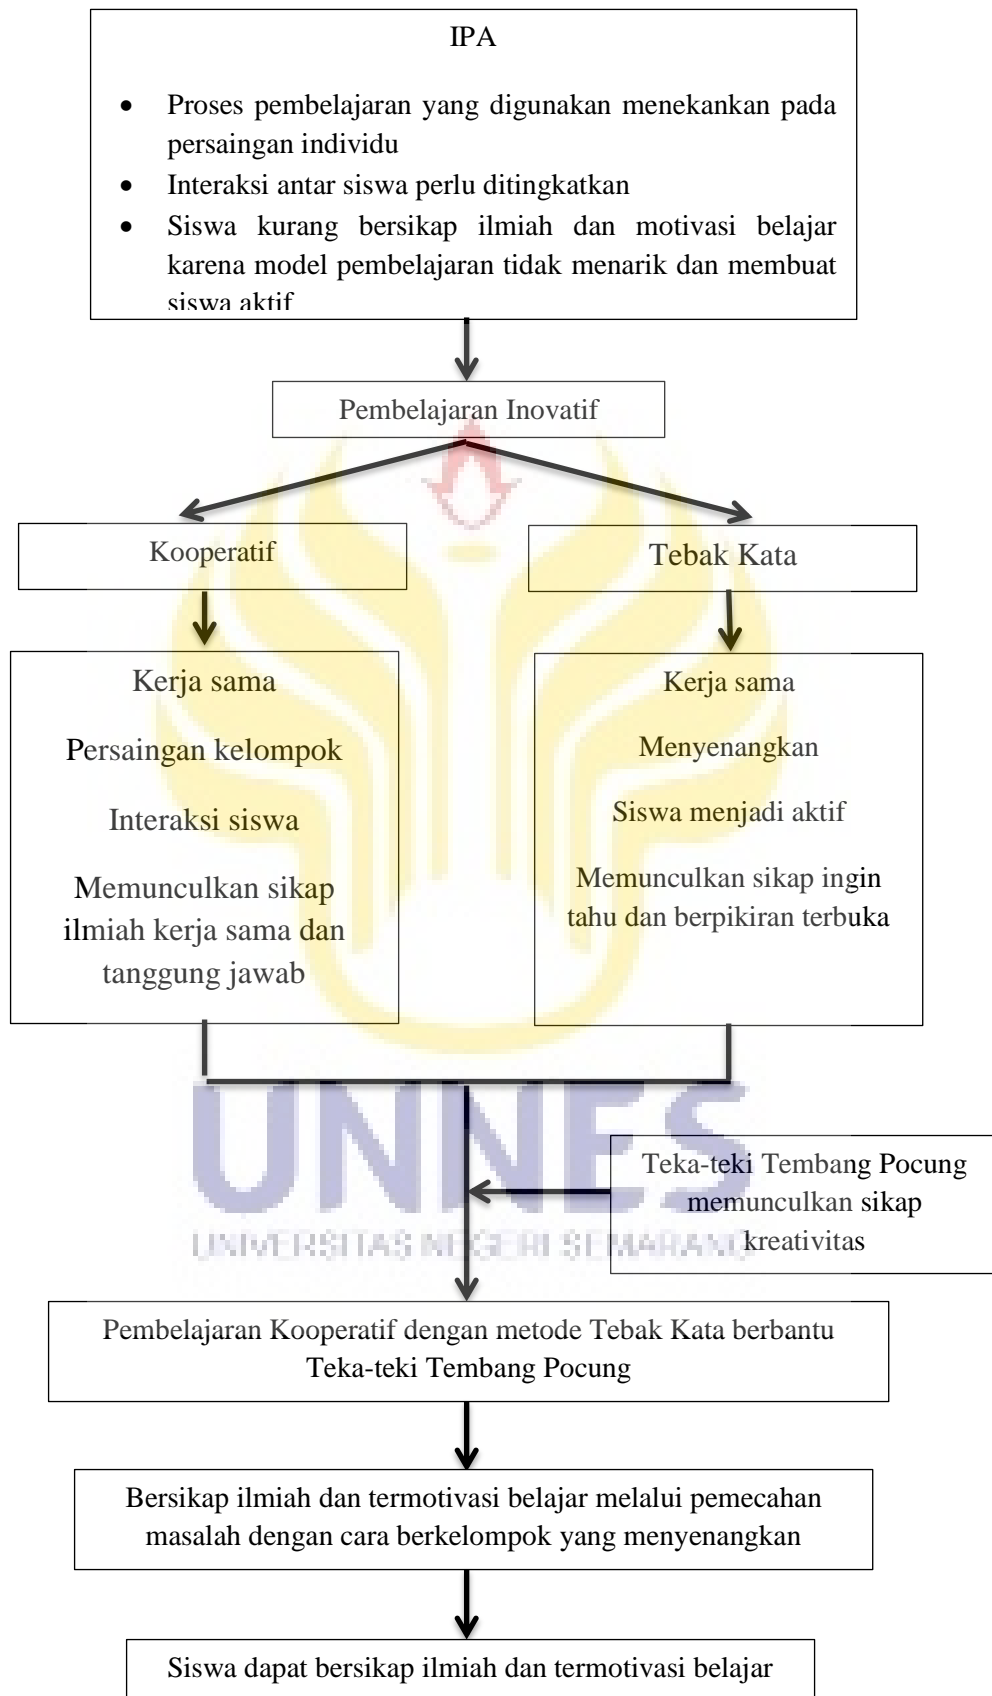 IPA
• Proses pembelajaran yang digunakan menekankan pada
persaingan individu
• Interaksi antar siswa perlu ditingkatkan
• Siswa kurang bersikap ilmiah dan motivasi belajar
karena model pembelajaran tidak menarik dan membuat
siswa aktif
Pembelajaran Inovatif
Kooperatif
Tebak Kata
Kerja sama
Persaingan kelompok
Interaksi siswa
Memunculkan sikap
ilmiah kerja sama dan
tanggung jawab
Kerja sama
Menyenangkan
Siswa menjadi aktif
Memunculkan sikap ingin
tahu dan berpikiran terbuka
UNNES
UNIVERSITAS NEGERI SEMARANG
Teka-teki Tembang Pocung
memunculkan sikap
kreativitas
Pembelajaran Kooperatif dengan metode Tebak Kata berbantu
Teka-teki Tembang Pocung
Bersikap ilmiah dan termotivasi belajar melalui pemecahan
masalah dengan cara berkelompok yang menyenangkan
Siswa dapat bersikap ilmiah dan termotivasi belajar